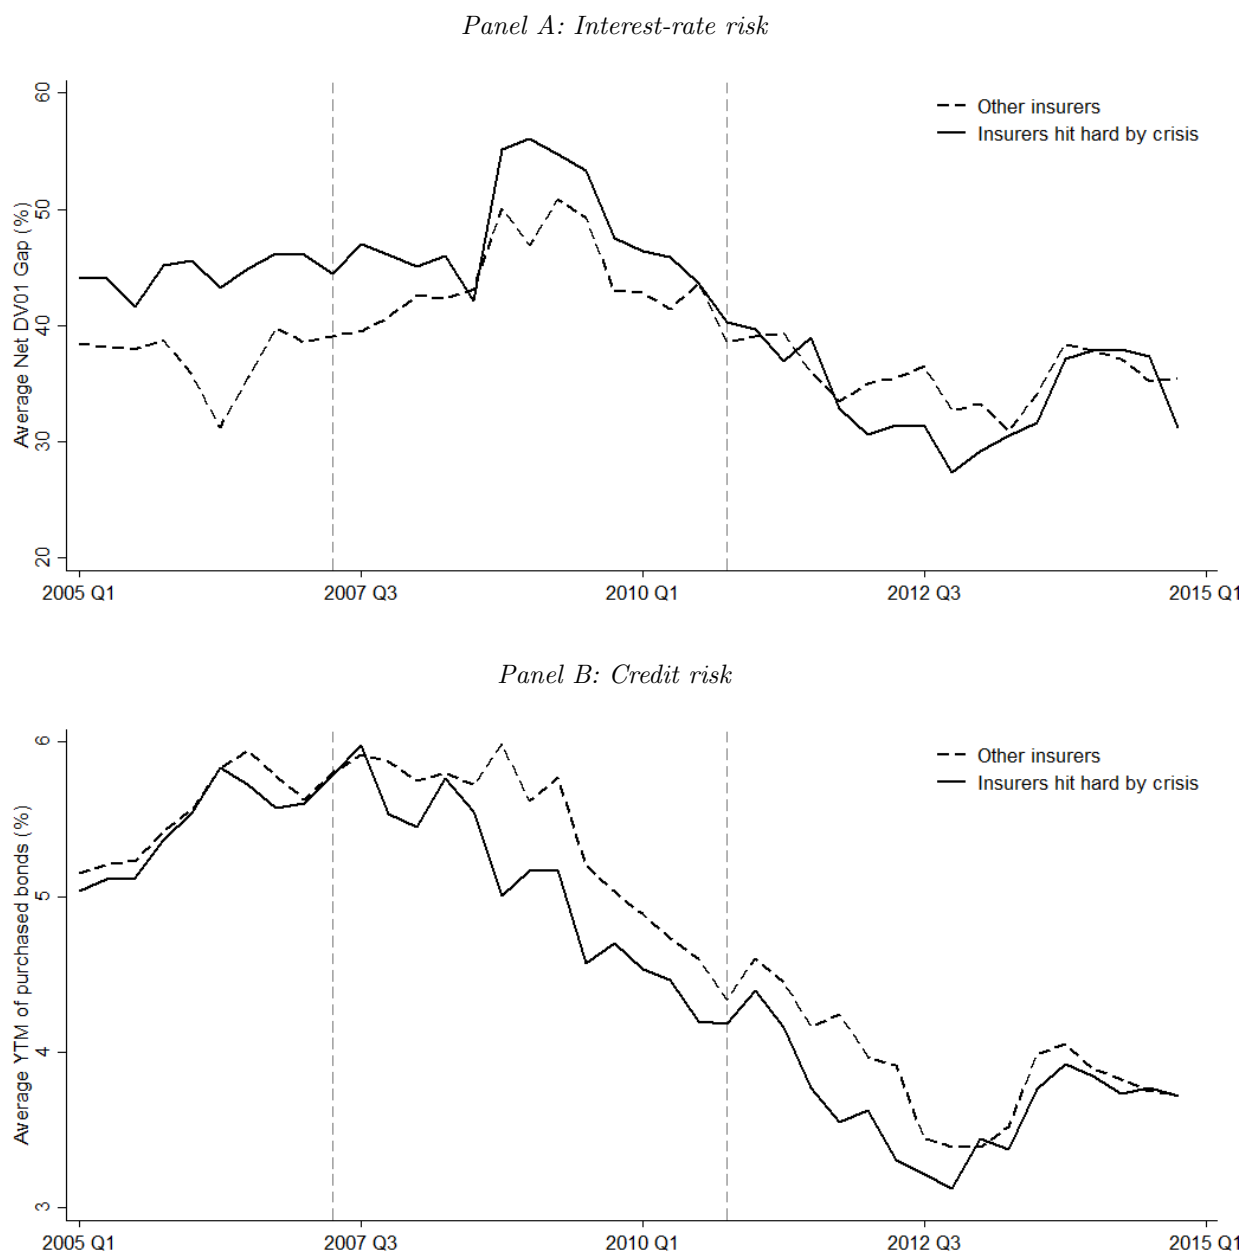 Panel A: Interest-rate risk
Average Net DV01 Gap (%)
60
50
40
30
20
Other insurers
Insurers hit hard by crisis
2005 Q1
2007 Q3
2010 Q1
2012 Q3
2015 Q1
Panel B: Credit risk
Average YTM of purchased bonds (%)
6
5
4
3
Other insurers
Insurers hit hard by crisis
2005 Q1
2007 Q3
2010 Q1
2012 Q3
2015 Q1